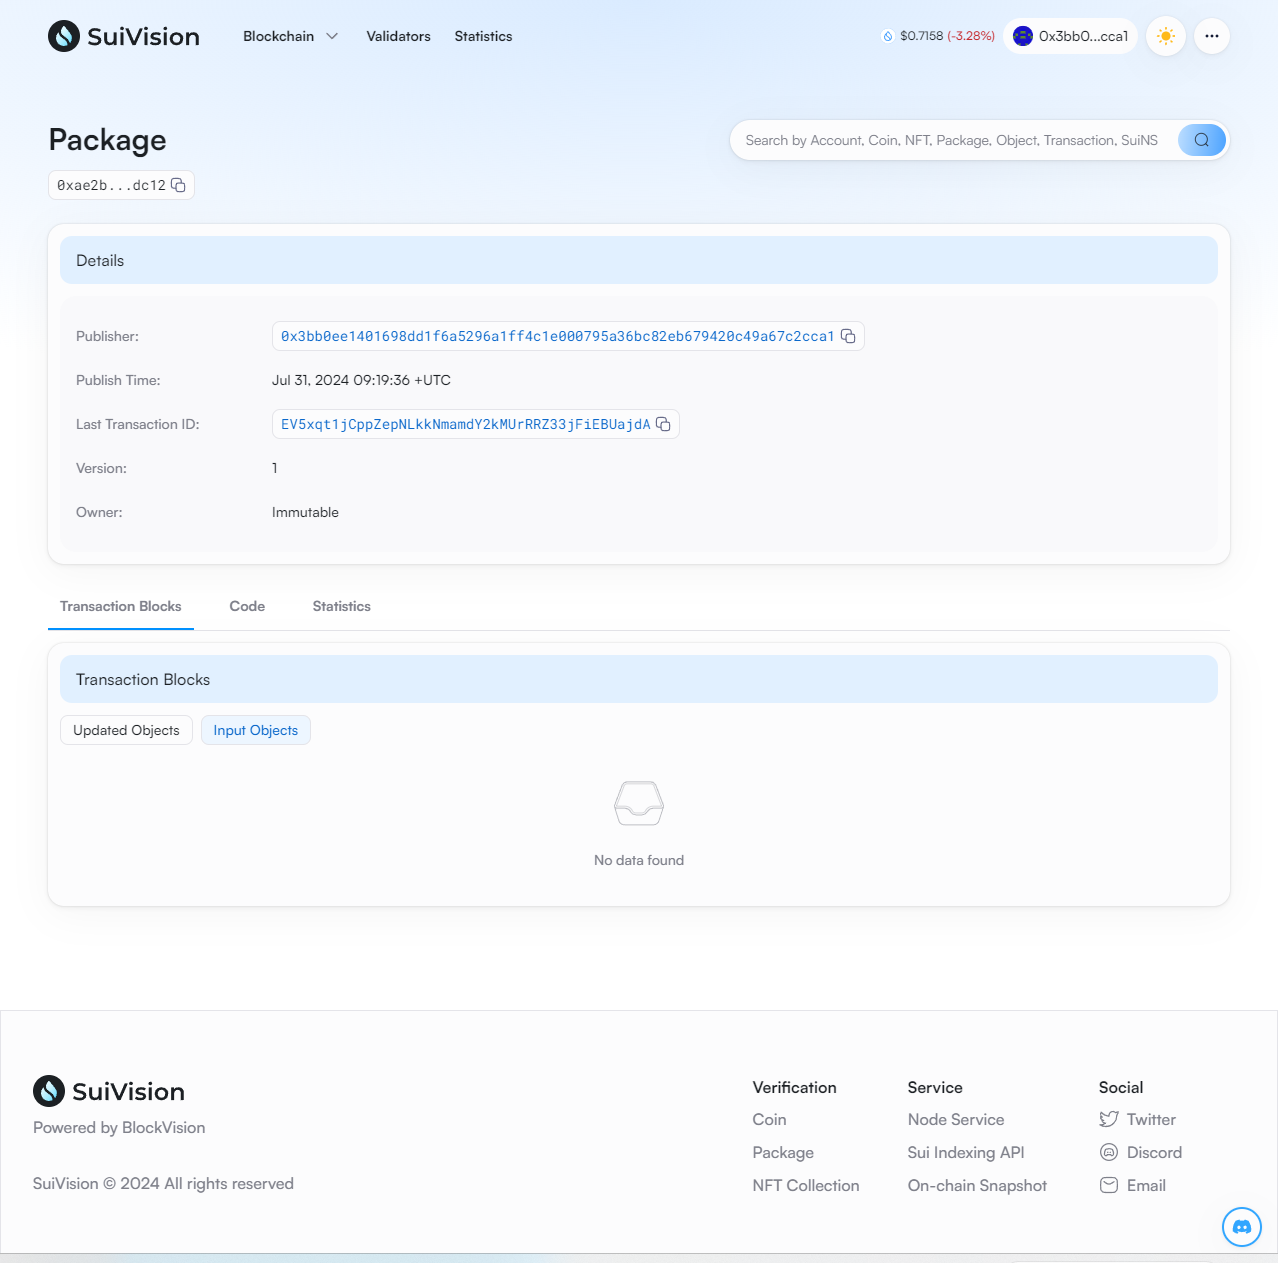 SuiVision
Blockchain
Validators
Statistics
$0.7158 (-3.28%)
0x3bb0...cca1
Package
Search by Account, Coin, NFT, Package, Object, Transaction, SuiNS
0xae2b...dc12
Details
Publisher:
0x3bb0ee1401698dd1f6a5296a1ff4c1e000795a36bc82eb679420c49a67c2cca1
Publish Time:
Jul 31, 2024 09:19:36 +UTC
Last Transaction ID:
EV5xqt1jCppZepNLkkNmamdY2kMUrRRZ33jFiEBUajdA
Version:
1
Owner:
Immutable
Transaction Blocks
Code
Statistics
Transaction Blocks
Updated Objects
Input Objects
No data found
SuiVision
Powered by BlockVision
SuiVision © 2024 All rights reserved
Verification
Coin
Package
NFT Collection
Service
Node Service
Sui Indexing API
On-chain Snapshot
Social
Twitter
Discord
Email